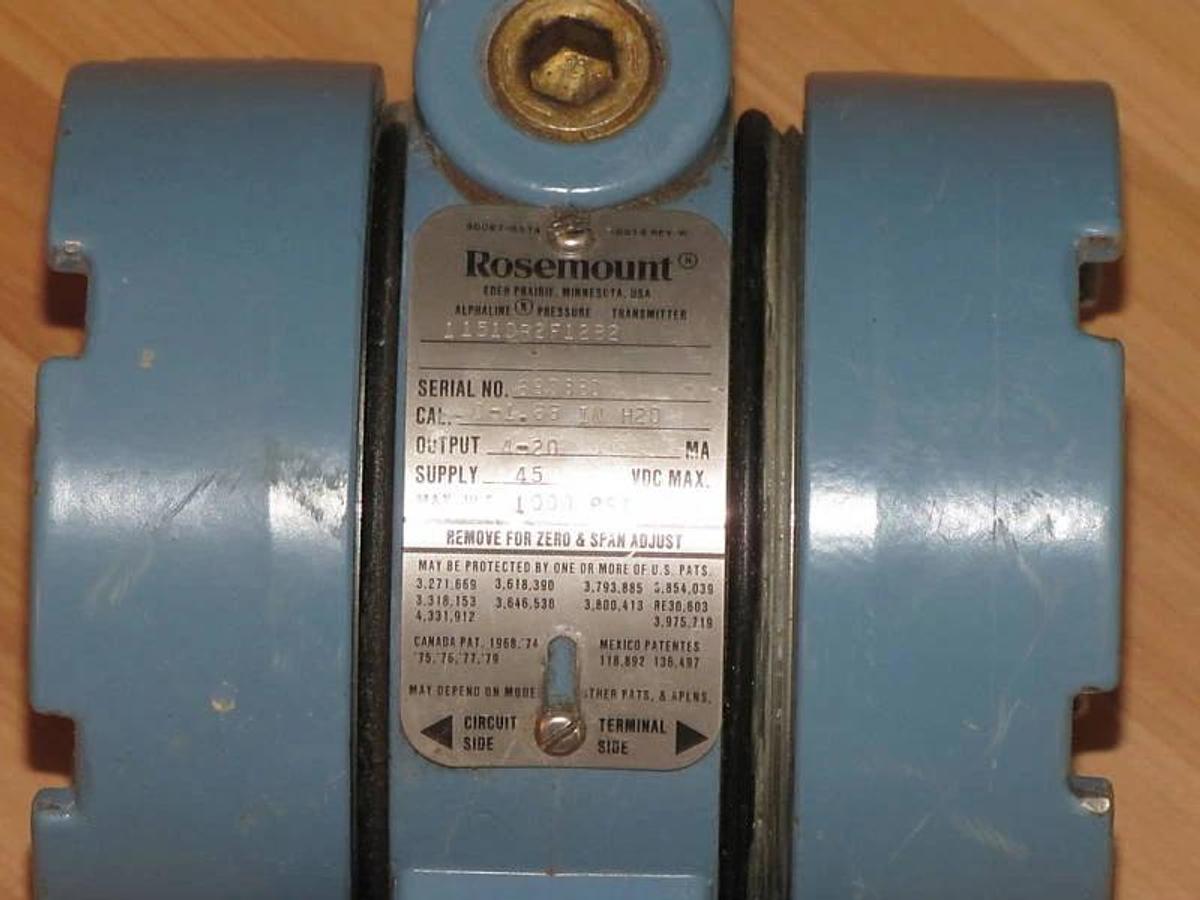 Rosemount ®
EDEN PRAIRIE, MINNESOTA, USA
ALPHALINE ® PRESSURE TRANSMITTER
SERIAL NO.
CAL. IN H2O
OUTPUT 4-20 MA
SUPPLY 45 VDC MAX.
1000 PSI
REMOVE FOR ZERO & SPAN ADJUST
MAY BE PROTECTED BY ONE OR MORE OF U.S. PATS.
3,271,669 3,618,390 3,793,885 3,854,039
3,318,153 3,646,538 3,800,413 RE30,603
4,331,912 3,975,719
CANADA PAT. 1968,'74 MEXICO PATENTES
'75,'76,'77,'79 118,892 136,497
MAY DEPEND ON PATS, & APLNS.
CIRCUIT TERMINAL
SIDE SIDE